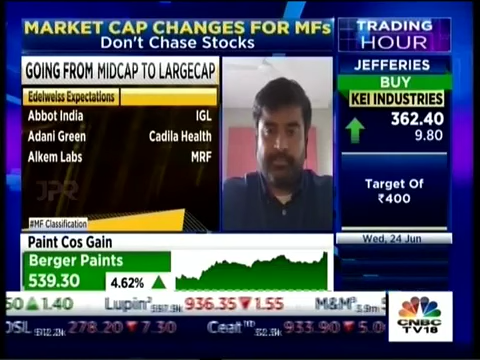 MARKET CAP CHANGES FOR MFs
Don't Chase Stocks
GOING FROM MIDCAP TO LARGECAP
Edelweiss Expectations
Abbot India IGL
Adani Green Cadila Health
Alkem Labs MRF
JPR
#MF Classification
Paint Cos Gain
Berger Paints
539.30 4.62%
TRADING
HOUR
JEFFERIES
BUY
KEI INDUSTRIES
362.40
9.80
Target Of
₹400
Wed, 24 Jun
50 1.40 Lupin 936.35 1.55 M&M
278.20 7.30 Ceat 933.90 5.0
CNBC
TV18